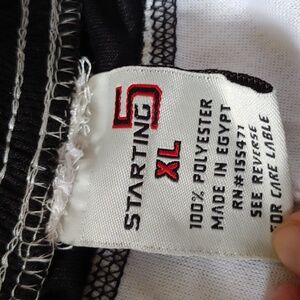 STARTING 5
XL
100% POLYESTER
MADE IN EGYPT
RN#155471
SEE REVERSE
FOR CARE LABLE